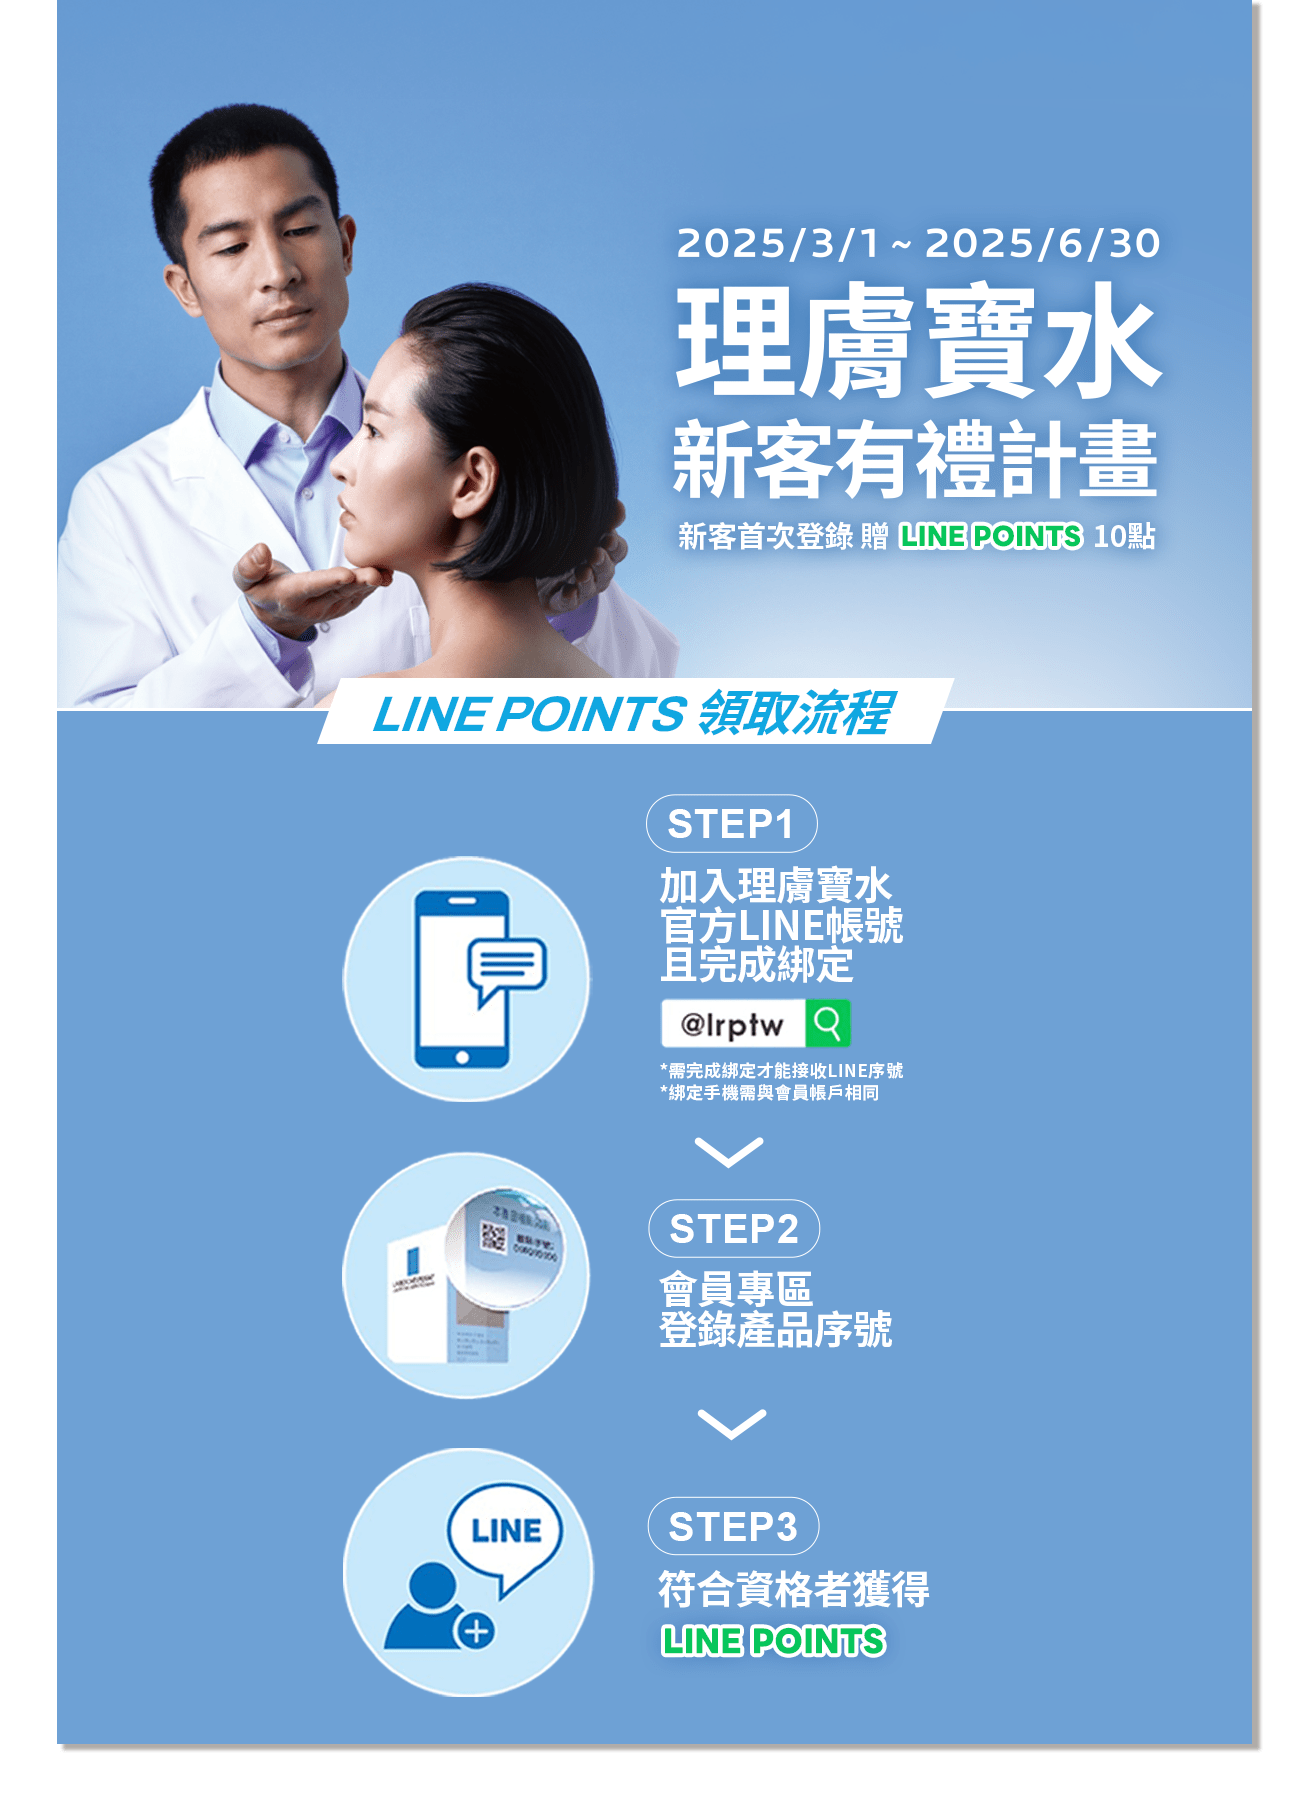 2025/3/1 ~ 2025/6/30
理膚寶水
新客有禮計畫
新客首次登錄 贈 LINE POINTS 10點
LINE POINTS 領取流程
STEP1
加入理膚寶水
官方LINE帳號
且完成綁定
@lrptw
*需完成綁定才能接收LINE序號
*綁定手機需與會員帳戶相同
STEP2
會員專區
登錄產品序號
LINE
STEP3
符合資格者獲得
LINE POINTS